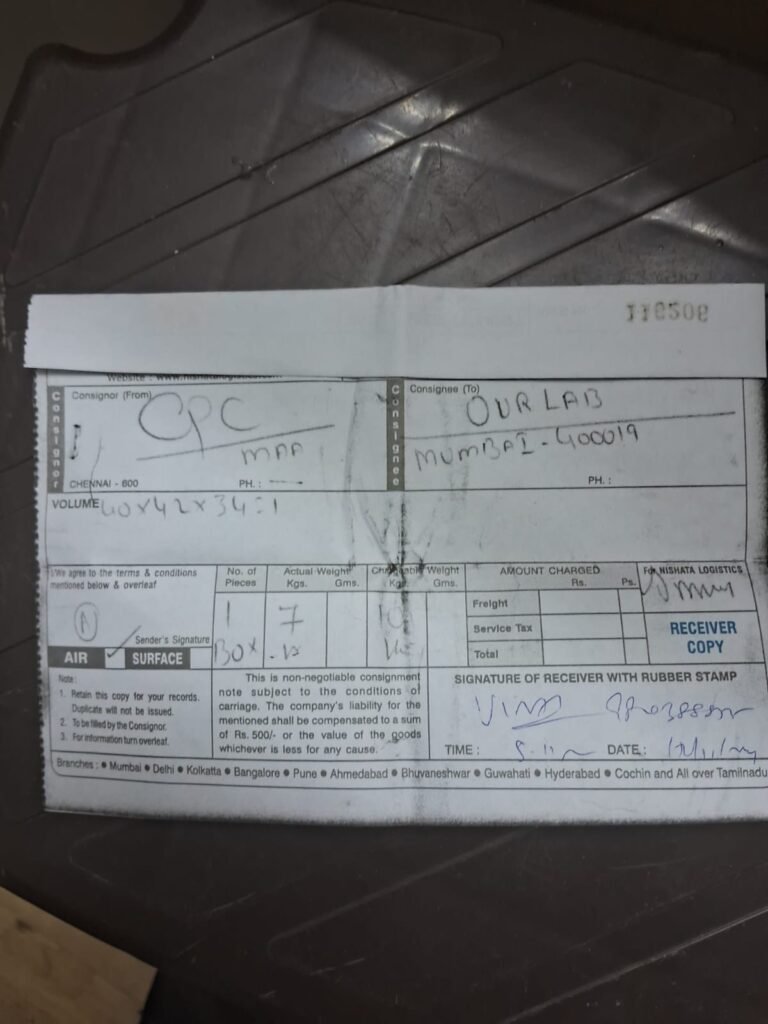 Consignor
Consignor (From)
CPC
MAA
CHENNAI - 600 PH. :
Consignee
Consignee (To)
OUR LAB
MUMBAI - 400019
PH. :
VOLUME 40x42x34=1
I/We agree to the terms & conditions
mentioned below & overleaf
Sender's Signature
AIR ✓ SURFACE
No. of
Pieces
1
BOX
Actual Weight
Kgs. Gms.
7
Chargeable Weight
Kgs. Gms.
10
AMOUNT CHARGED
Rs. Ps.
Freight
Service Tax
Total
For NISHATA LOGISTICS
RECEIVER
COPY
Note :
1. Retain this copy for your records.
Duplicate will not be issued.
2. To be filled by the Consignor.
3. For information turn overleaf.
This is non-negotiable consignment
note subject to the conditions of
carriage. The company's liability for the
mentioned shall be compensated to a sum
of Rs. 500/- or the value of the goods
whichever is less for any cause.
SIGNATURE OF RECEIVER WITH RUBBER STAMP
TIME : DATE :
Branches : • Mumbai • Delhi • Kolkatta • Bangalore • Pune • Ahmedabad • Bhuvaneshwar • Guwahati • Hyderabad • Cochin and All over Tamilnadu